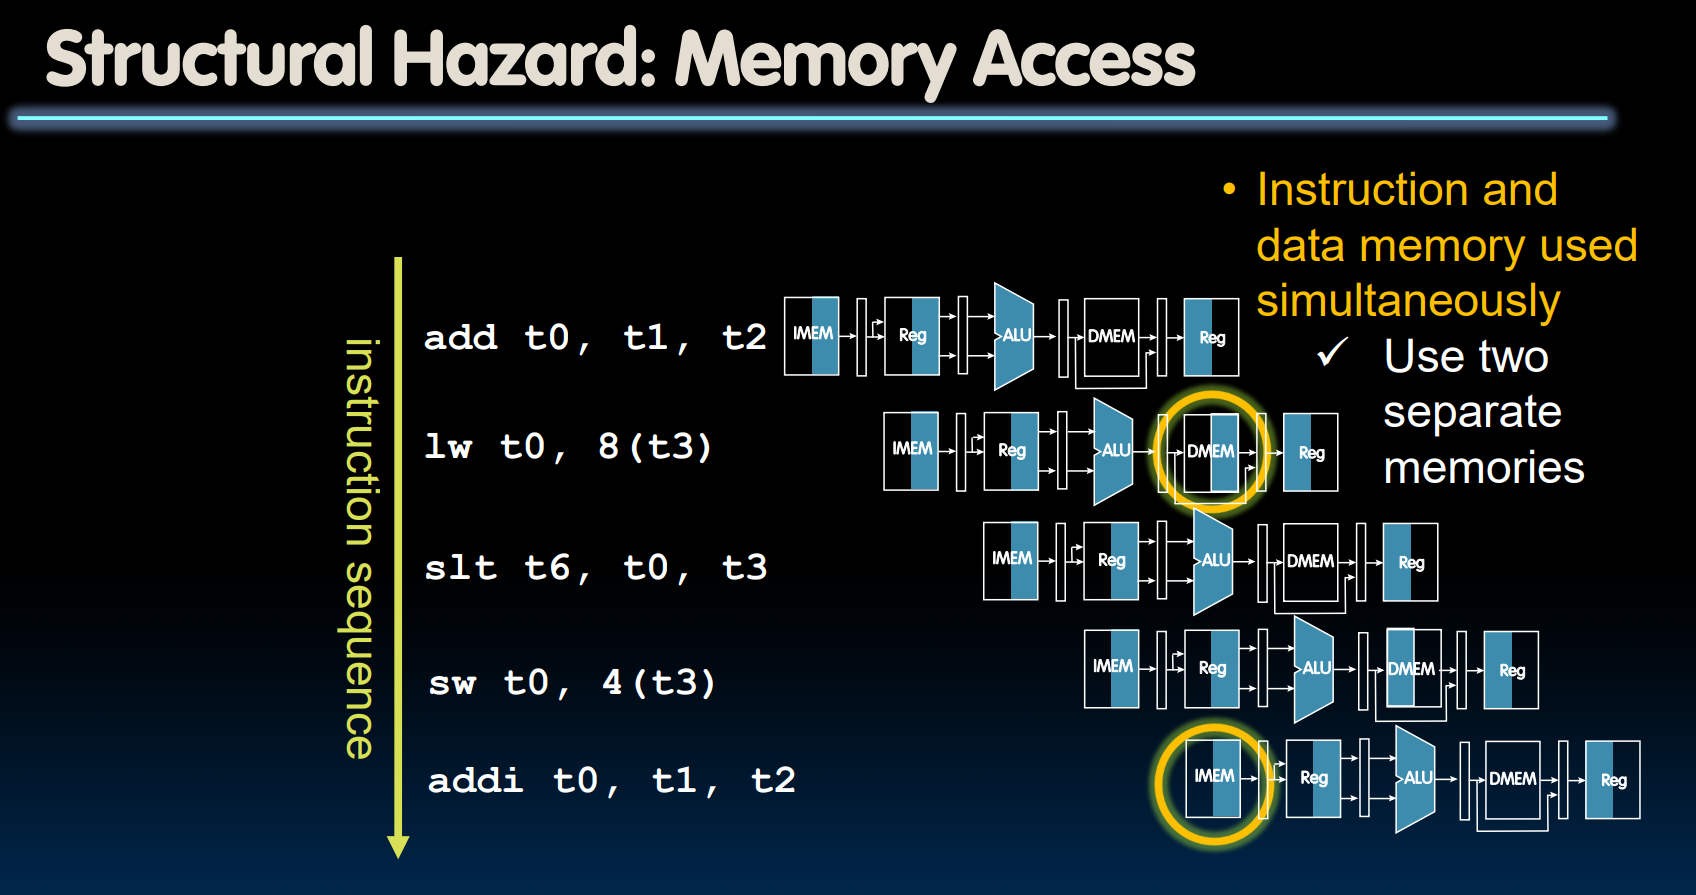 Structural Hazard: Memory Access
• Instruction and
data memory used
simultaneously
✓ Use two
separate
memories
instruction sequence
add t0, t1, t2
IMEM Reg ALU DMEM Reg
lw t0, 8(t3)
IMEM Reg ALU DMEM Reg
slt t6, t0, t3
IMEM Reg ALU DMEM Reg
sw t0, 4(t3)
IMEM Reg ALU DMEM Reg
addi t0, t1, t2
IMEM Reg ALU DMEM Reg